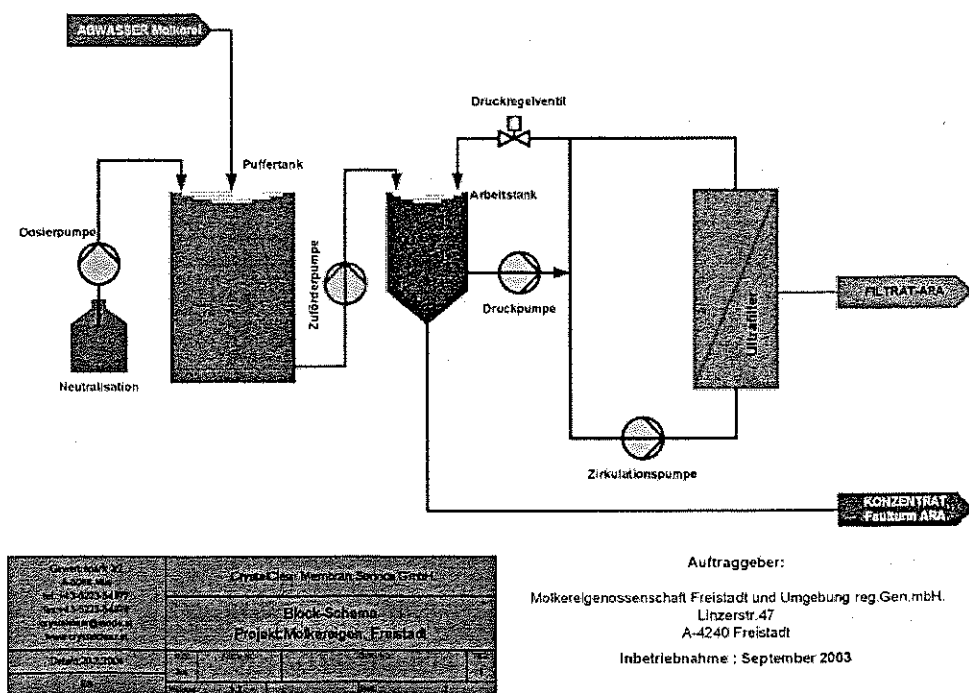 ABWASSER Molkerei
Druckregelventil
Puffertank
Arbeitstank
Dosierpumpe
Zuförderpumpe
FILTRAT-ARA
Ultrafilter
Druckpumpe
Neutralisation
Zirkulationspumpe
KONZENTRAT
Faulturm ARA
CrystalClear Membran Service GmbH
Block-Schema
Projekt: Molkereigen. Freistadt
Auftraggeber:
Molkereigenossenschaft Freistadt und Umgebung reg.Gen.mbH.
Linzerstr.47
A-4240 Freistadt
Inbetriebnahme : September 2003